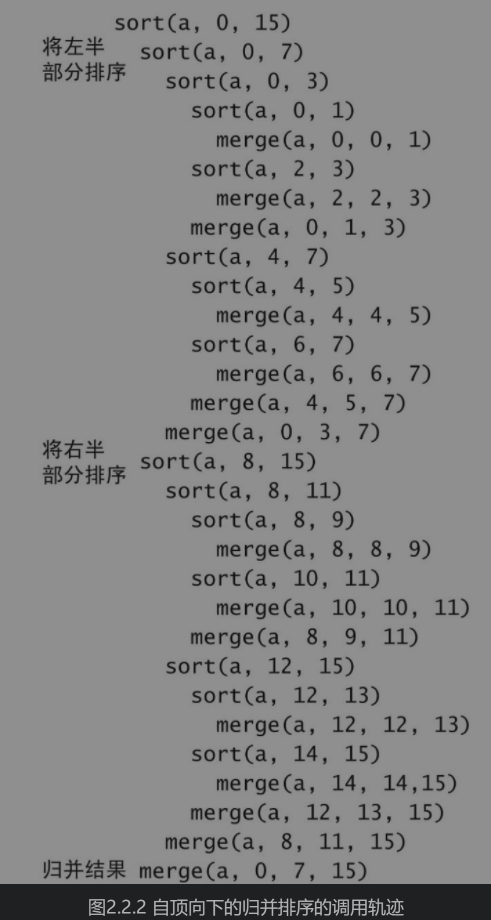 sort(a, 0, 15)
将左半
部分排序
sort(a, 0, 7)
sort(a, 0, 3)
sort(a, 0, 1)
merge(a, 0, 0, 1)
sort(a, 2, 3)
merge(a, 2, 2, 3)
merge(a, 0, 1, 3)
sort(a, 4, 7)
sort(a, 4, 5)
merge(a, 4, 4, 5)
sort(a, 6, 7)
merge(a, 6, 6, 7)
merge(a, 4, 5, 7)
merge(a, 0, 3, 7)
将右半
部分排序
sort(a, 8, 15)
sort(a, 8, 11)
sort(a, 8, 9)
merge(a, 8, 8, 9)
sort(a, 10, 11)
merge(a, 10, 10, 11)
merge(a, 8, 9, 11)
sort(a, 12, 15)
sort(a, 12, 13)
merge(a, 12, 12, 13)
sort(a, 14, 15)
merge(a, 14, 14,15)
merge(a, 12, 13, 15)
merge(a, 8, 11, 15)
归并结果 merge(a, 0, 7, 15)
图2.2.2 自顶向下的归并排序的调用轨迹